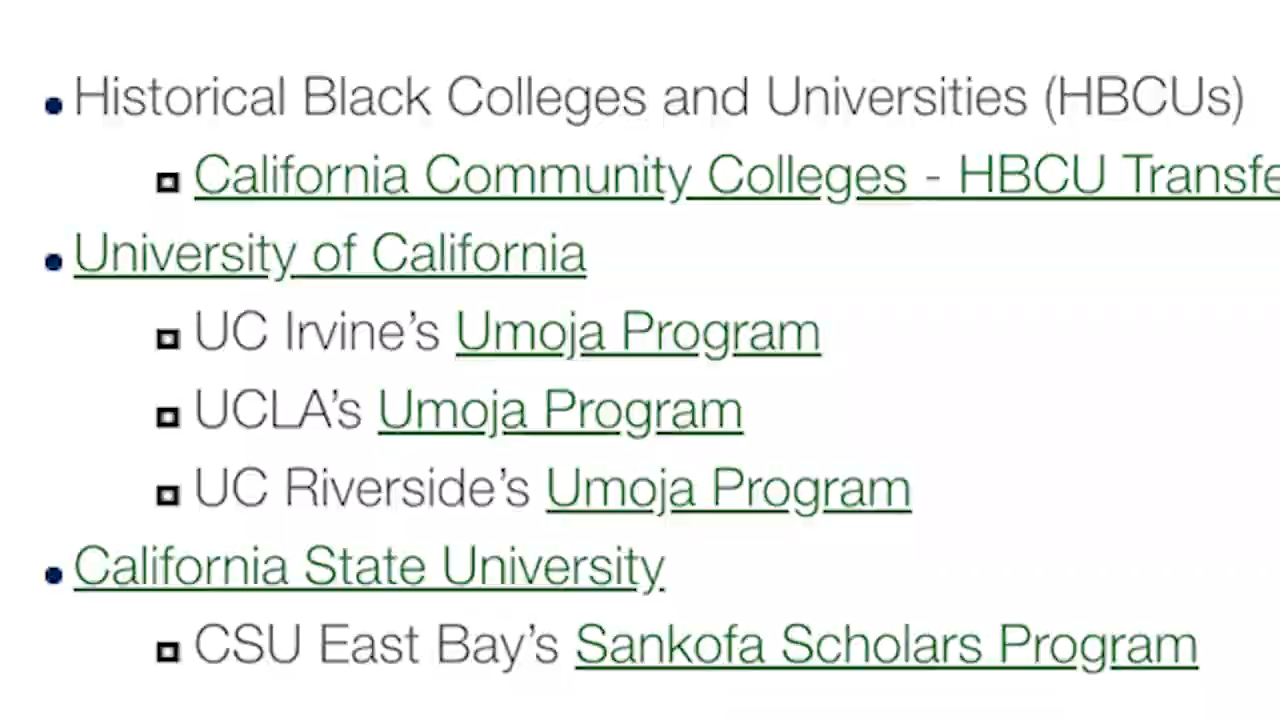 Historical Black Colleges and Universities (HBCUs)
California Community Colleges - HBCU
University of California
UC Irvine’s Umoja Program
UCLA’s Umoja Program
UC Riverside’s Umoja Program
California State University
CSU East Bay’s Sankofa Scholars Program